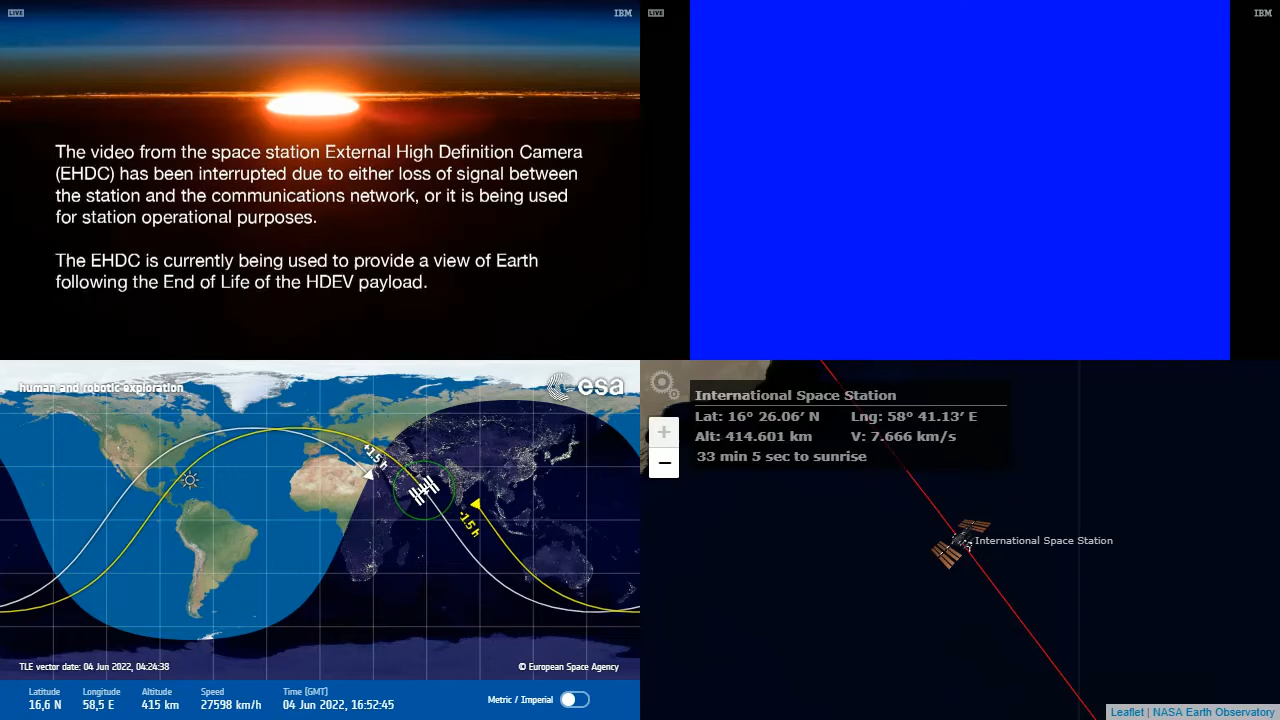 LIVE
IBM
The video from the space station External High Definition Camera
(EHDC) has been interrupted due to either loss of signal between
the station and the communications network, or it is being used
for station operational purposes.
The EHDC is currently being used to provide a view of Earth
following the End of Life of the HDEV payload.
LIVE
IBM
human and robotic exploration
esa
+1.5 h
-1.5 h
TLE vector date: 04 Jun 2022, 04:24:38
© European Space Agency
Latitude
16,6 N
Longitude
58,5 E
Altitude
415 km
Speed
27598 km/h
Time [GMT]
04 Jun 2022, 16:52:45
Metric / Imperial
+
−
International Space Station
Lat: 16° 26.06′ N Lng: 58° 41.13′ E
Alt: 414.601 km V: 7.666 km/s
33 min 5 sec to sunrise
International Space Station
Leaflet | NASA Earth Observatory